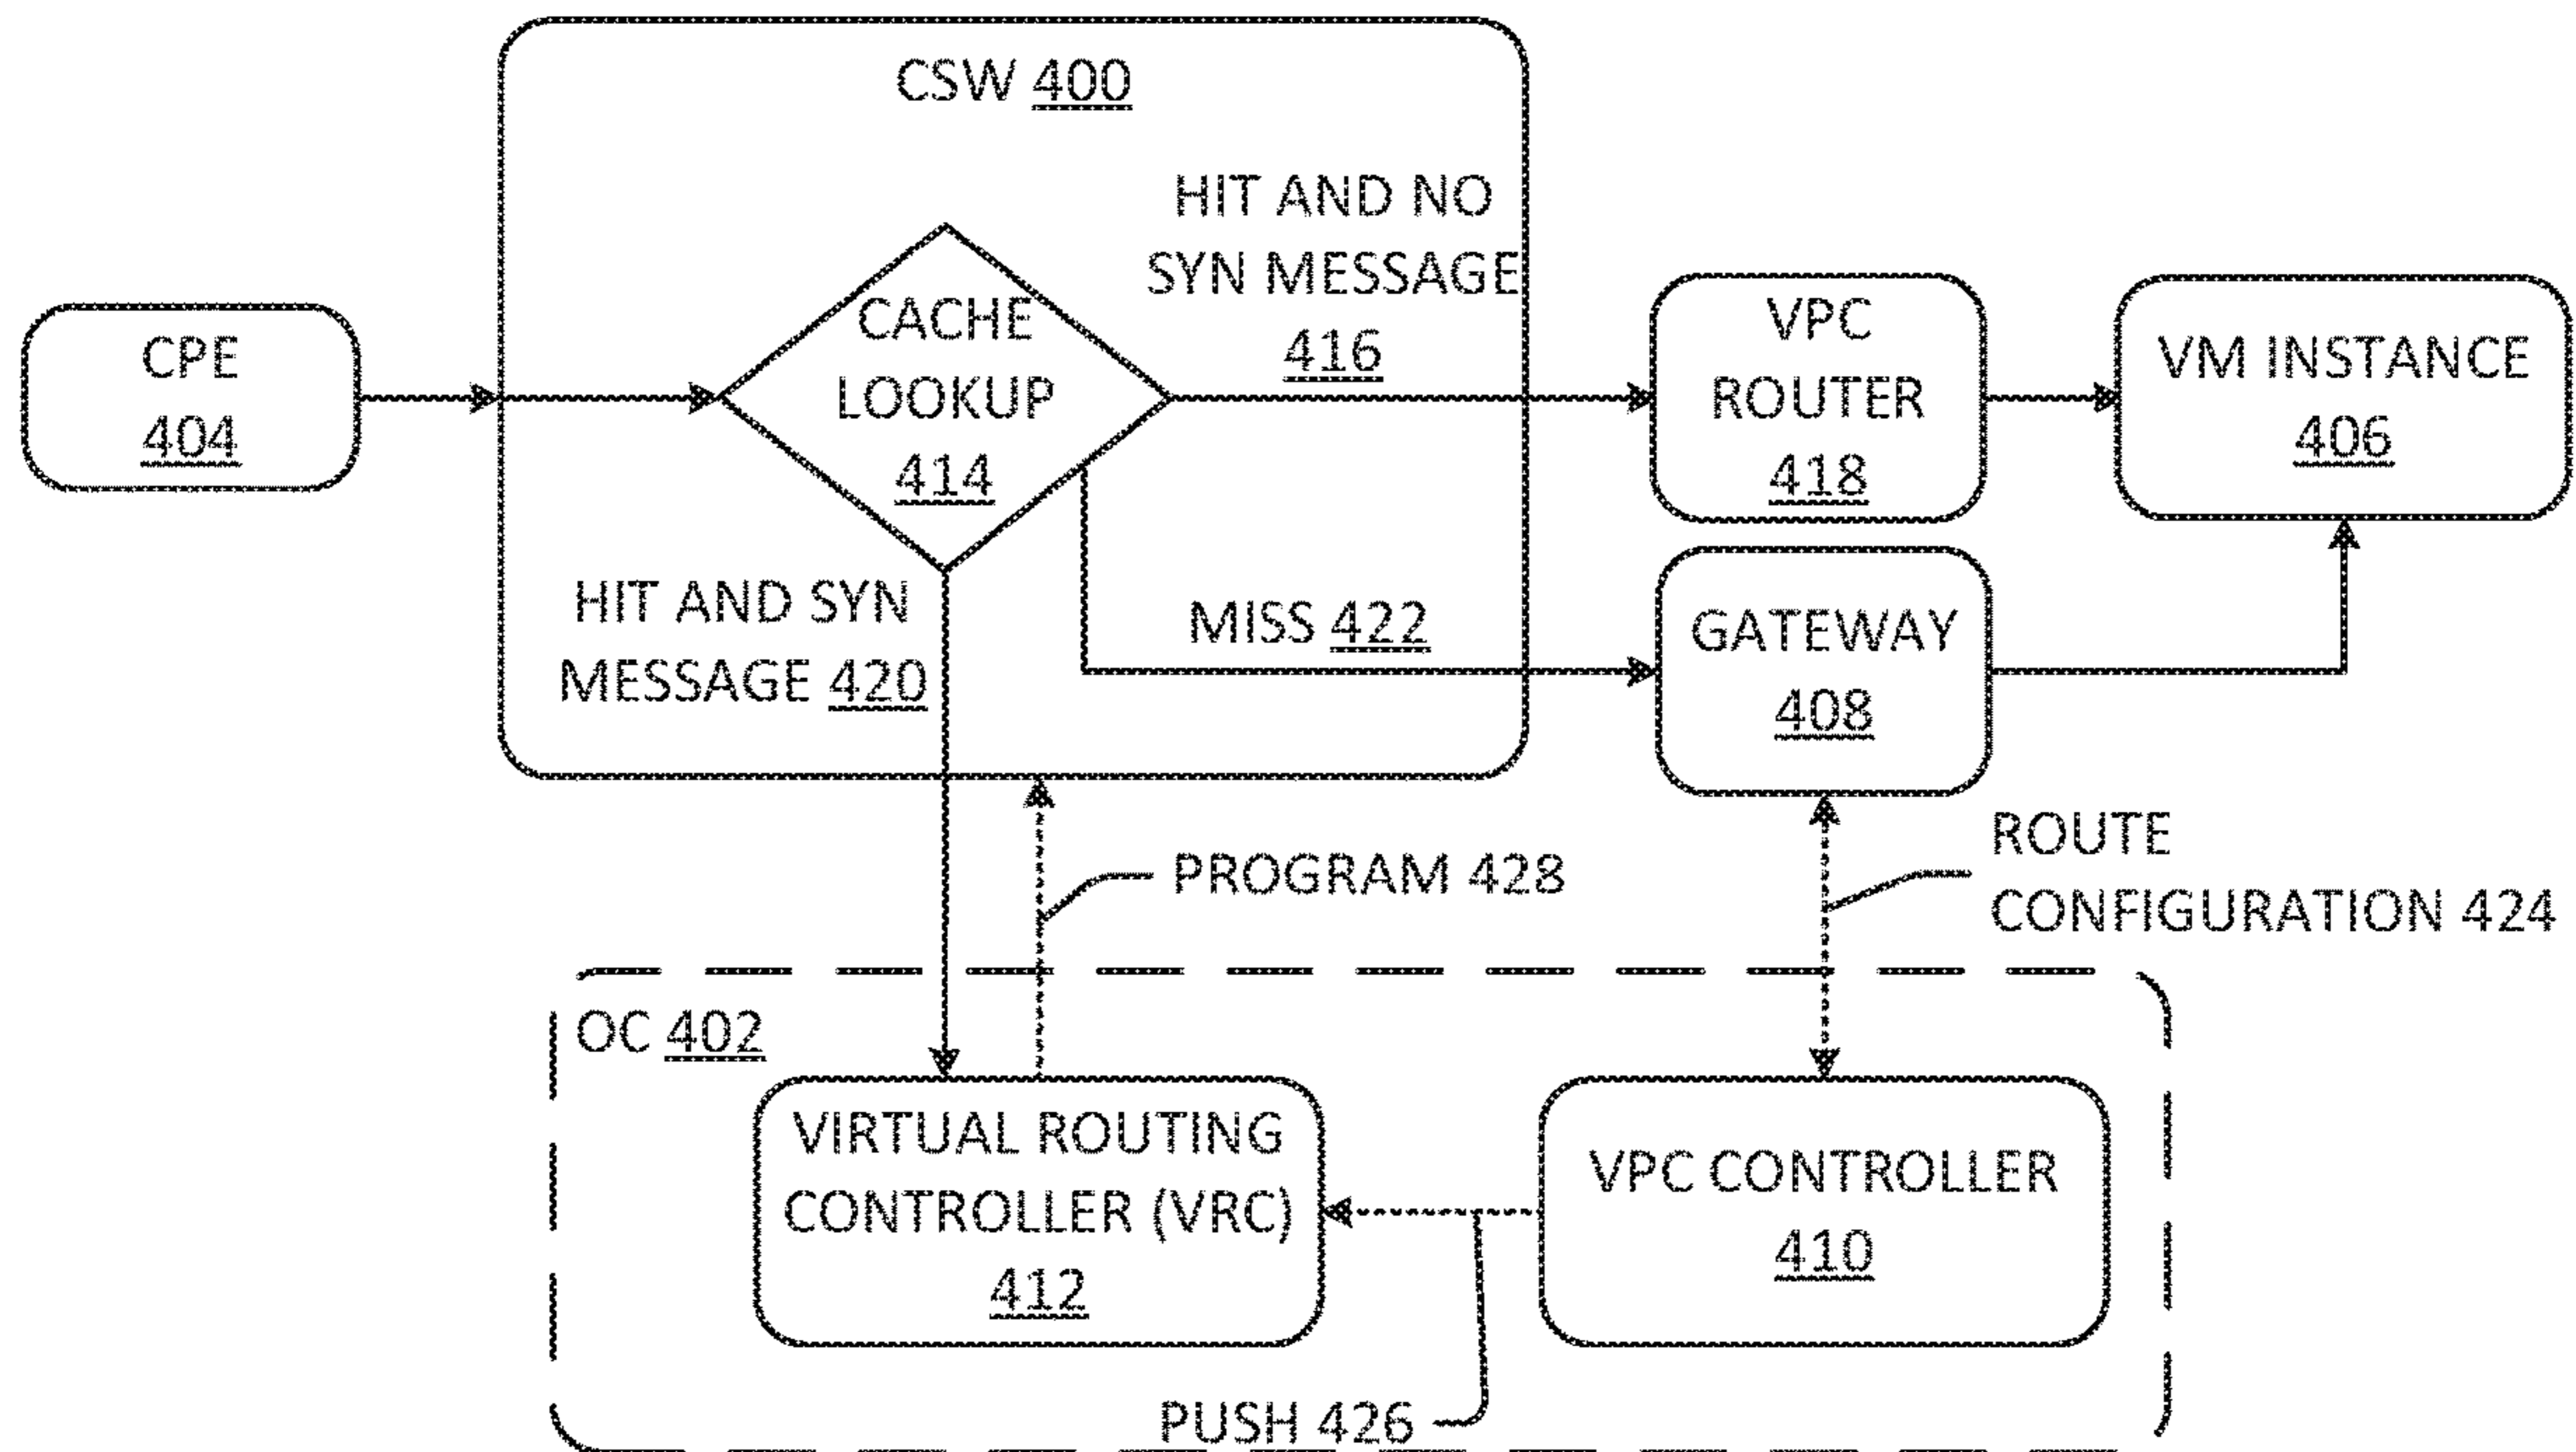 CSW 400
HIT AND NO
SYN MESSAGE
416
CPE
404
CACHE
LOOKUP
414
VPC
ROUTER
418
VM INSTANCE
406
HIT AND SYN
MESSAGE 420
MISS 422
GATEWAY
408
PROGRAM 428
ROUTE
CONFIGURATION 424
OC 402
VIRTUAL ROUTING
CONTROLLER (VRC)
412
VPC CONTROLLER
410
PUSH 426